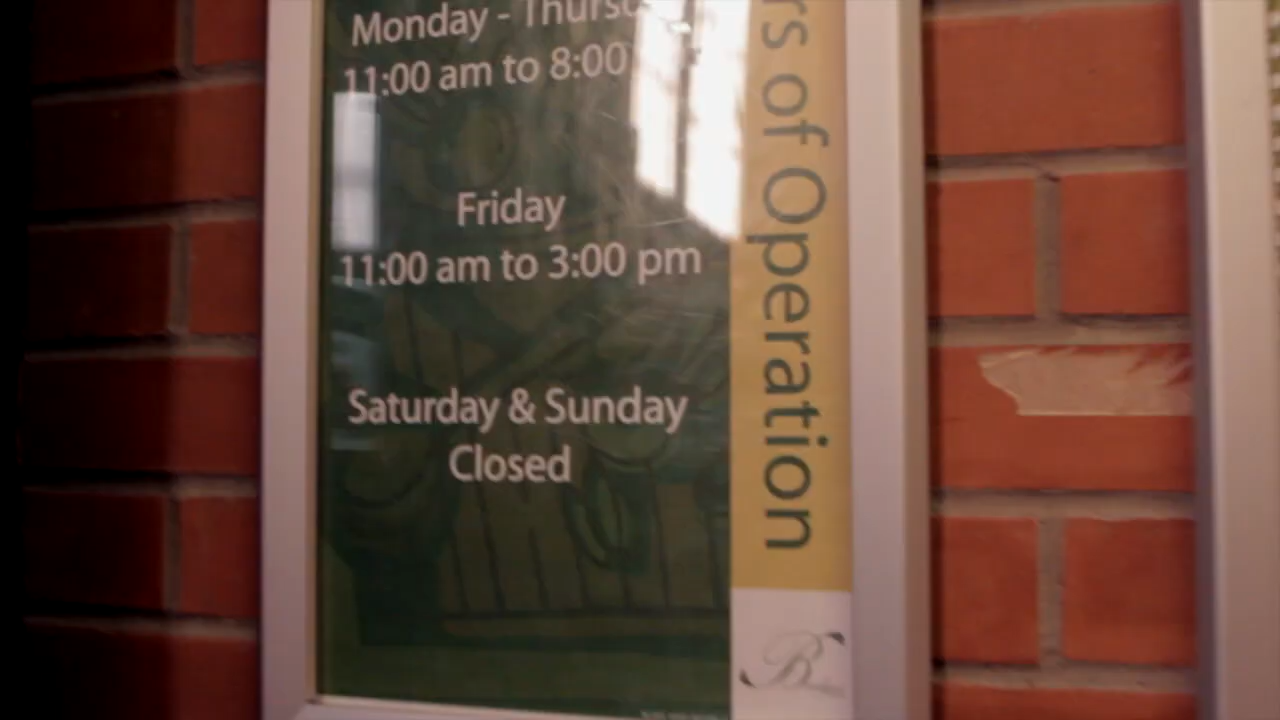 Monday - Thurs
11:00 am to 8:00
Friday
11:00 am to 3:00 pm
Saturday & Sunday
Closed
rs of Operation